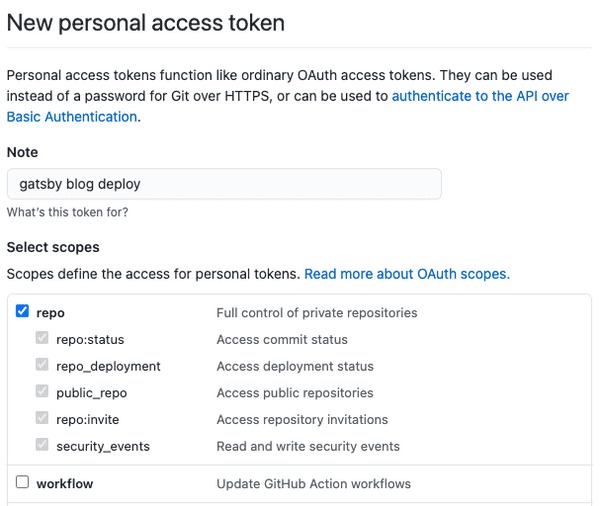 New personal access token
Personal access tokens function like ordinary OAuth access tokens. They can be used
instead of a password for Git over HTTPS, or can be used to authenticate to the API over
Basic Authentication.
Note
gatsby blog deploy
What's this token for?
Select scopes
Scopes define the access for personal tokens. Read more about OAuth scopes.
repo Full control of private repositories
repo:status Access commit status
repo_deployment Access deployment status
public_repo Access public repositories
repo:invite Access repository invitations
security_events Read and write security events
workflow Update GitHub Action workflows